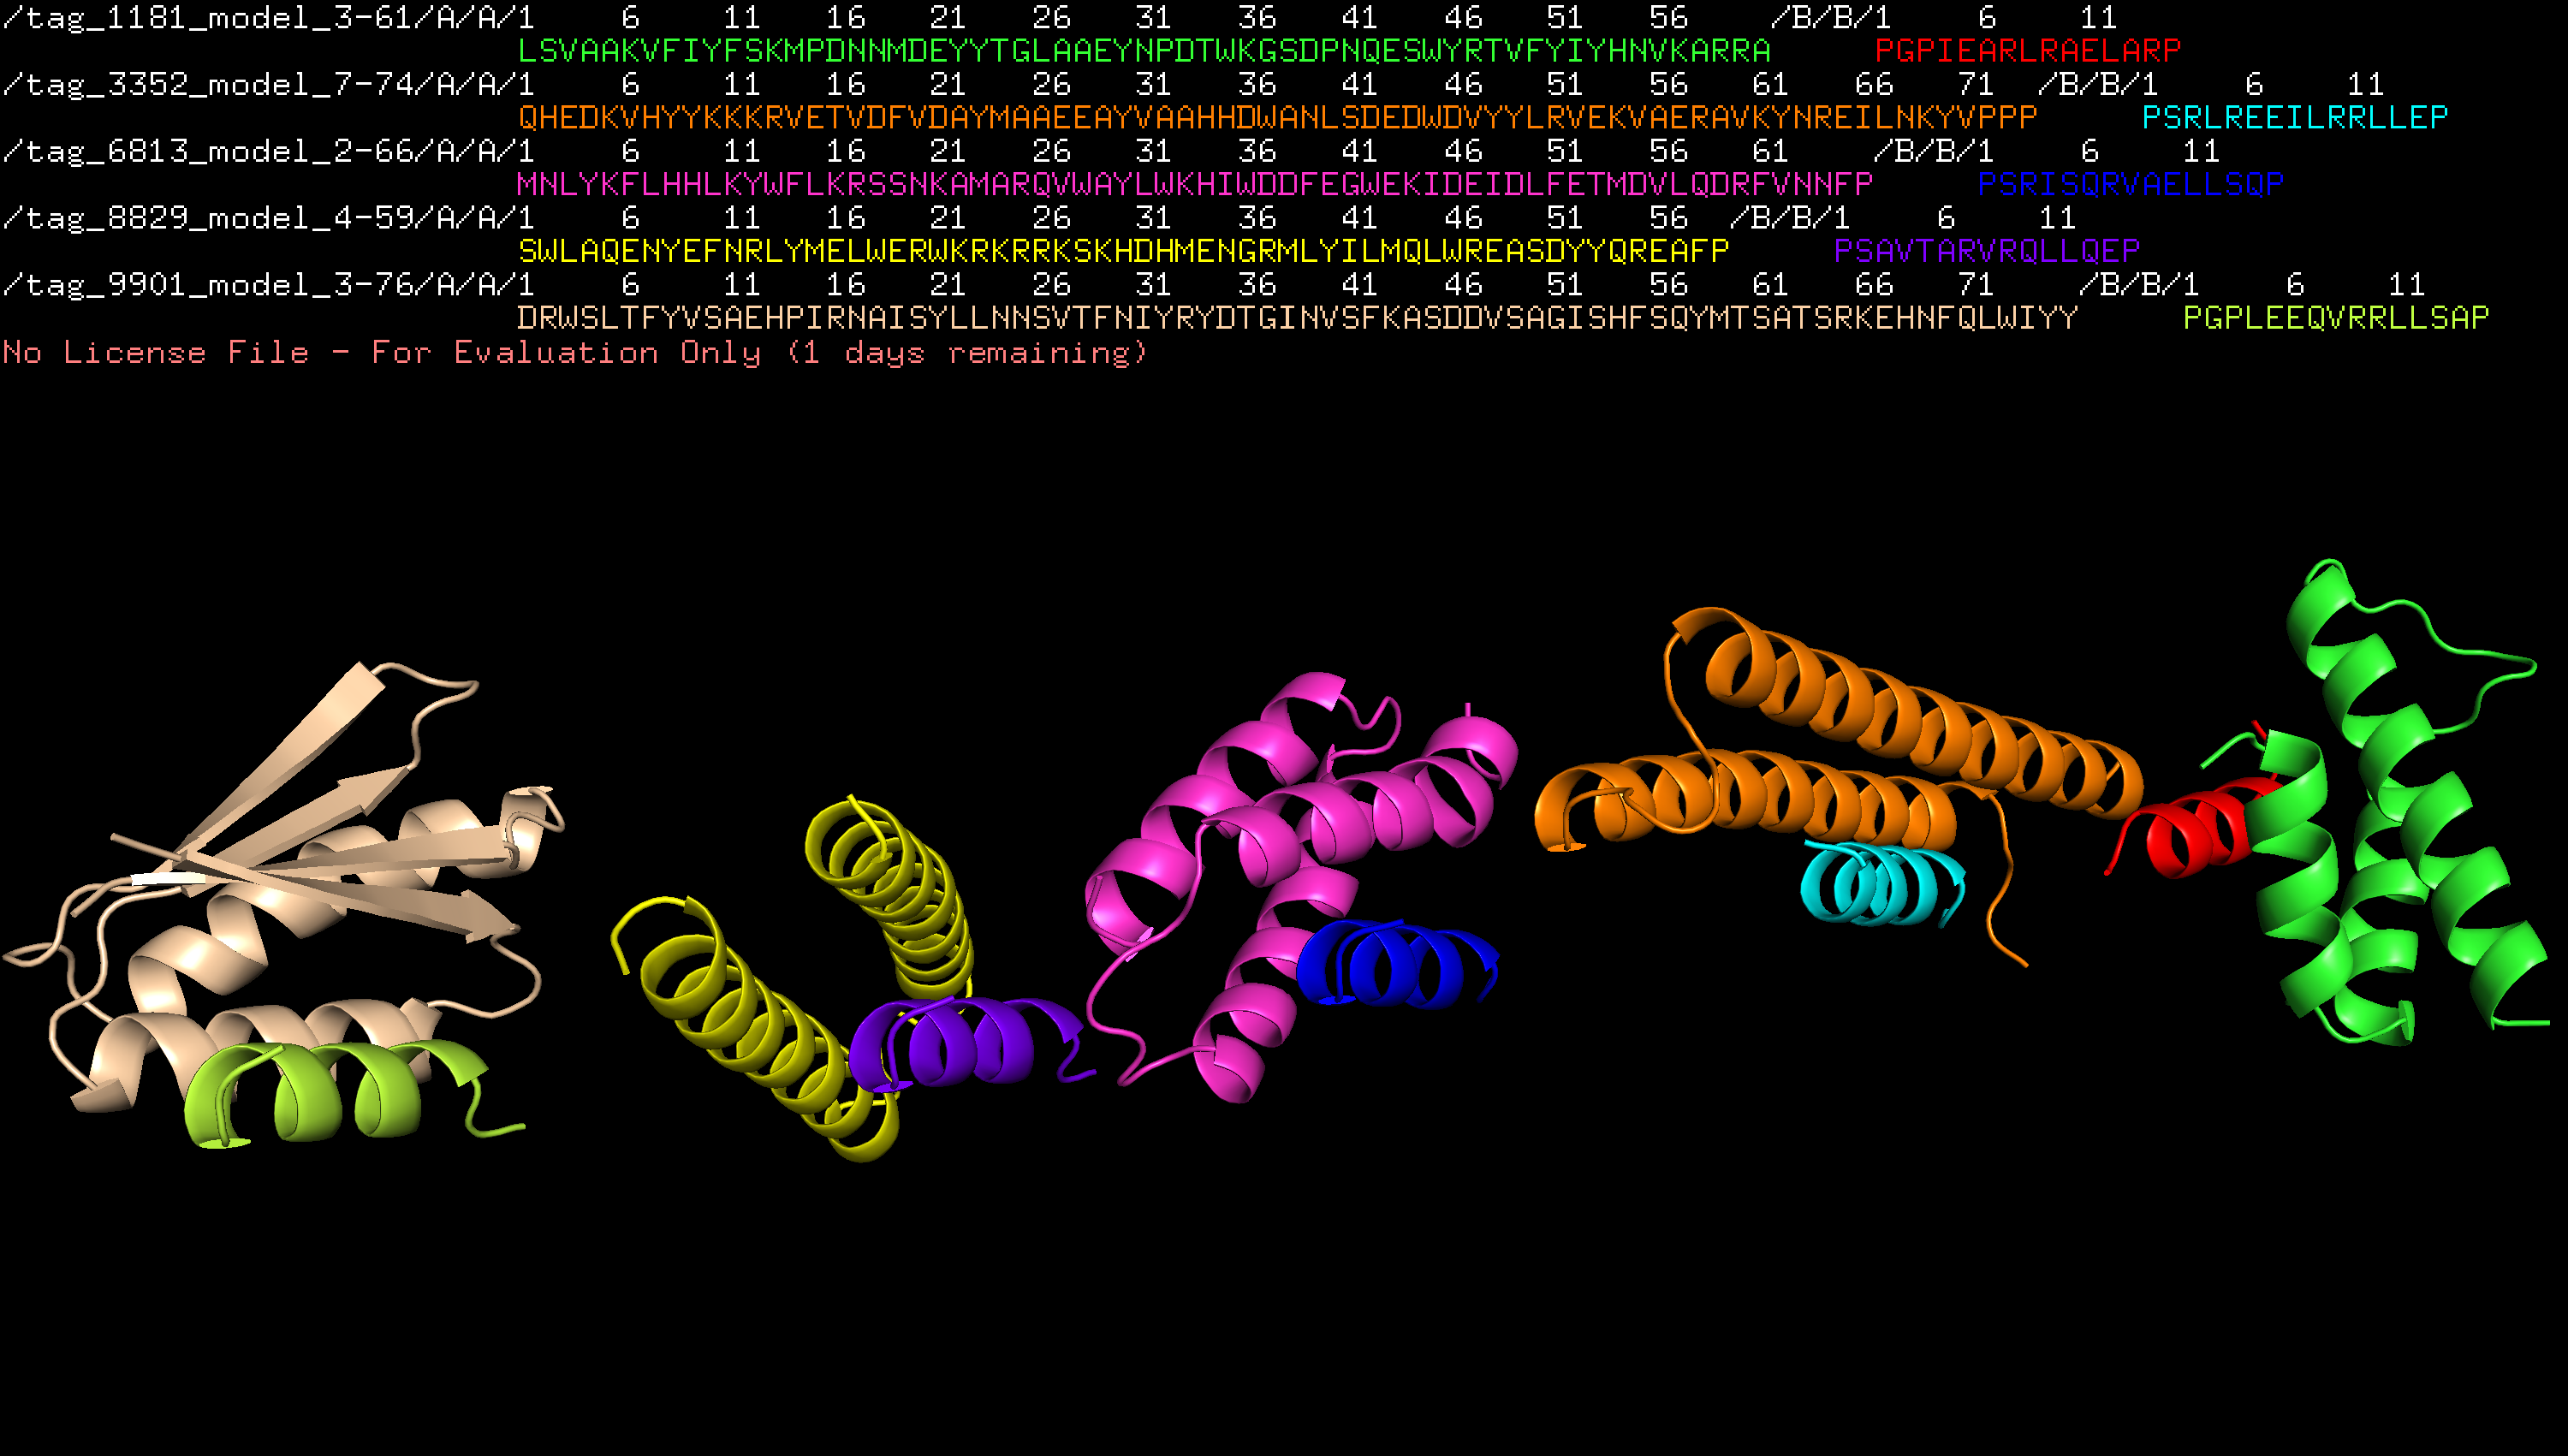 /tag_1181_model_3-61/A/A/1 6 11 16 21 26 31 36 41 46 51 56 /B/B/1 6 11
LSVAAKVFIYFSKMPDNNMDEYYTGLAAEYNPDTWKGSDPNQESWYRTVFYIYHNVKARRA PGPIEARLRAELARP
/tag_3352_model_7-74/A/A/1 6 11 16 21 26 31 36 41 46 51 56 61 66 71 /B/B/1 6 11
QHEDKVHYYKKKRVETVDFVDAYMAAEEAYVAAHHDWANLSDEDWDVYYLRVEKVAERAVKYNREILNKYVPPP PSRLREEILRRLLEP
/tag_6813_model_2-66/A/A/1 6 11 16 21 26 31 36 41 46 51 56 61 /B/B/1 6 11
MNLYKFLHHLKYWFLKRSSNKAMARQVWAYLWKHIWDDFEGWEKIDEIDLFETMDVLQDRFVNNFP PSRISQRVAELLSQP
/tag_8829_model_4-59/A/A/1 6 11 16 21 26 31 36 41 46 51 56 /B/B/1 6 11
SWLAQENYEFNRLYMELWERWKRKRRKSKHDHMENGRMLYILMQLWREASDYYQREAFP PSAVTARVRQLLQEP
/tag_9901_model_3-76/A/A/1 6 11 16 21 26 31 36 41 46 51 56 61 66 71 /B/B/1 6 11
DRWSLTFYVSAEHPIRNAISYLLNNSVTFNIYRYDTGINVSFKASDDVSAGISHFSQYMTSATSRKEHNFQLWIYY PGPLEEQVRRLLSAP
No License File - For Evaluation Only (1 days remaining)